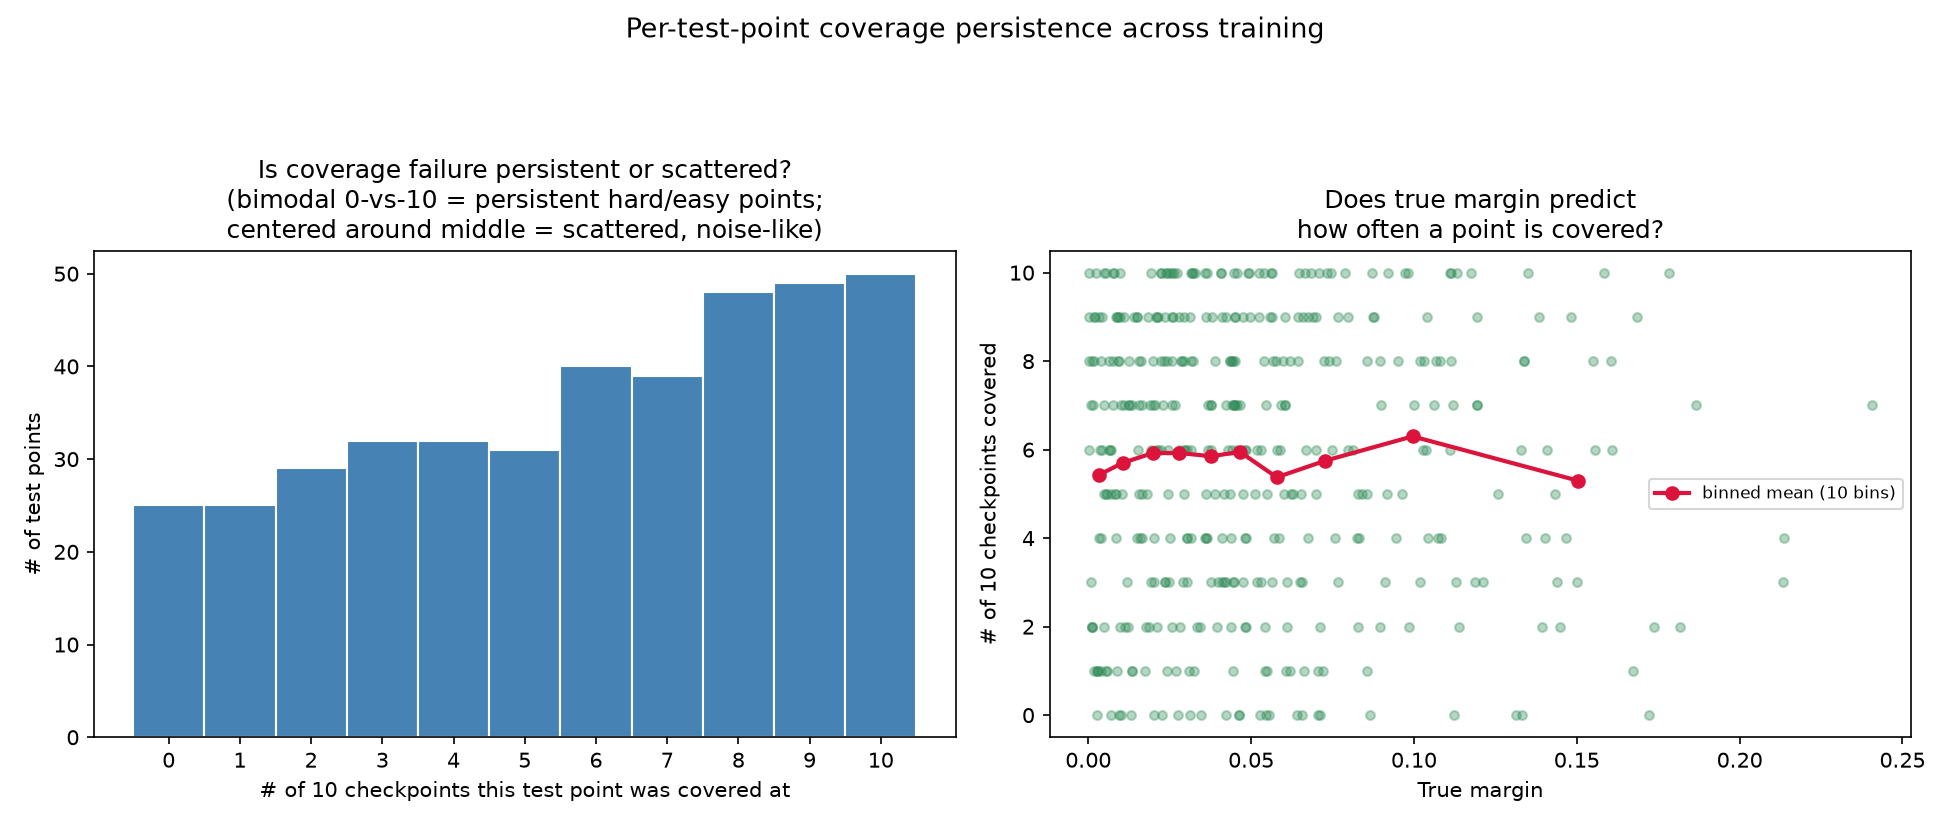 Per-test-point coverage persistence across training
Is coverage failure persistent or scattered?
(bimodal 0-vs-10 = persistent hard/easy points;
centered around middle = scattered, noise-like)
50
40
30
20
10
0
# of test points
0 1 2 3 4 5 6 7 8 9 10
# of 10 checkpoints this test point was covered at
Does true margin predict
how often a point is covered?
10
8
6
4
2
0
# of 10 checkpoints covered
binned mean (10 bins)
0.00 0.05 0.10 0.15 0.20 0.25
True margin